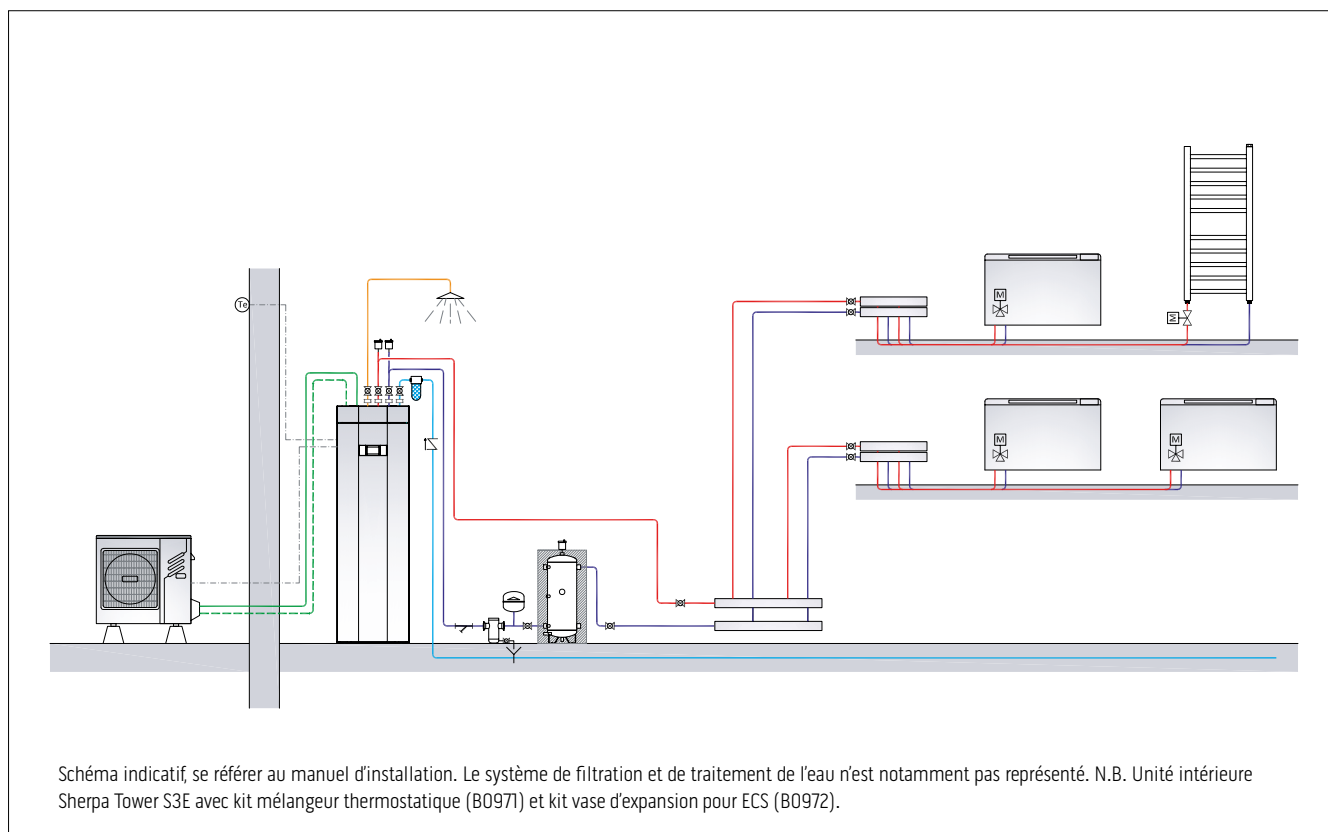 Te
M
M
M
M
Schéma indicatif, se référer au manuel d'installation. Le système de filtration et de traitement de l'eau n'est notamment pas représenté. N.B. Unité intérieure
Sherpa Tower S3E avec kit mélangeur thermostatique (B0971) et kit vase d'expansion pour ECS (B0972).